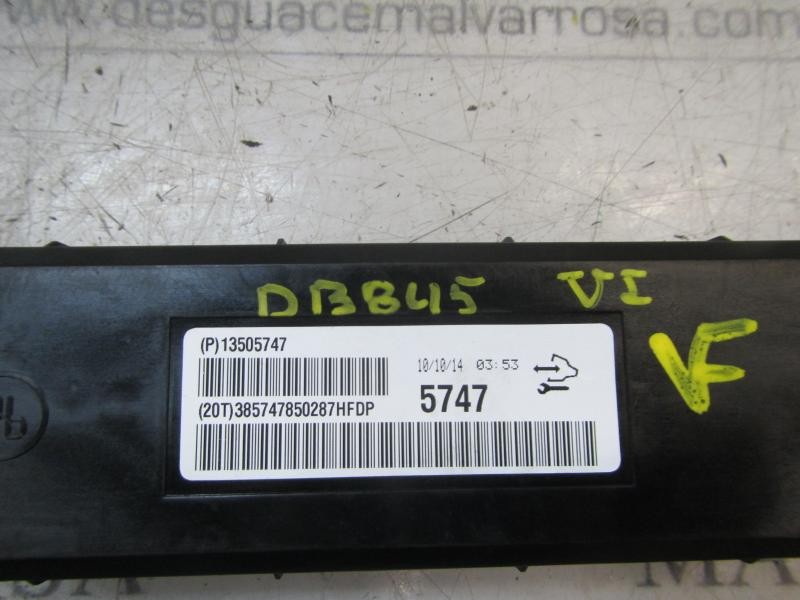 desguacemalvarrosa.com
DB845 VI
VF
(P)13505747
10/10/14 03:53
5747
(20T)385747850287HFDP